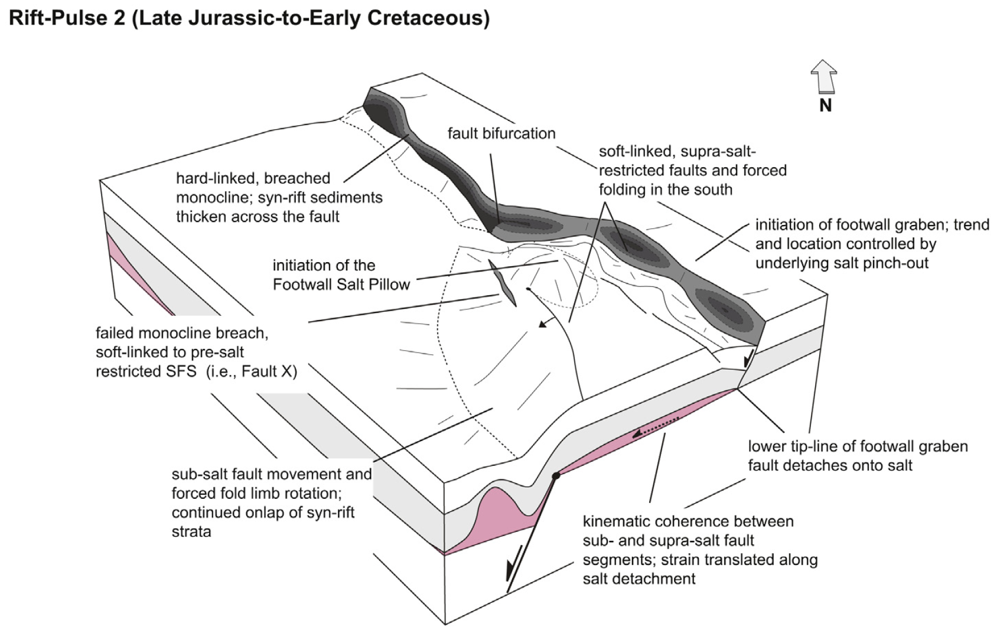 Rift-Pulse 2 (Late Jurassic-to-Early Cretaceous)
N
fault bifurcation
soft-linked, supra-salt-
restricted faults and forced
folding in the south
hard-linked, breached
monocline; syn-rift sediments
thicken across the fault
initiation of footwall graben; trend
and location controlled by
underlying salt pinch-out
initiation of the
Footwall Salt Pillow
failed monocline breach,
soft-linked to pre-salt
restricted SFS (i.e., Fault X)
lower tip-line of footwall graben
fault detaches onto salt
sub-salt fault movement and
forced fold limb rotation;
continued onlap of syn-rift
strata
kinematic coherence between
sub- and supra-salt fault
segments; strain translated along
salt detachment